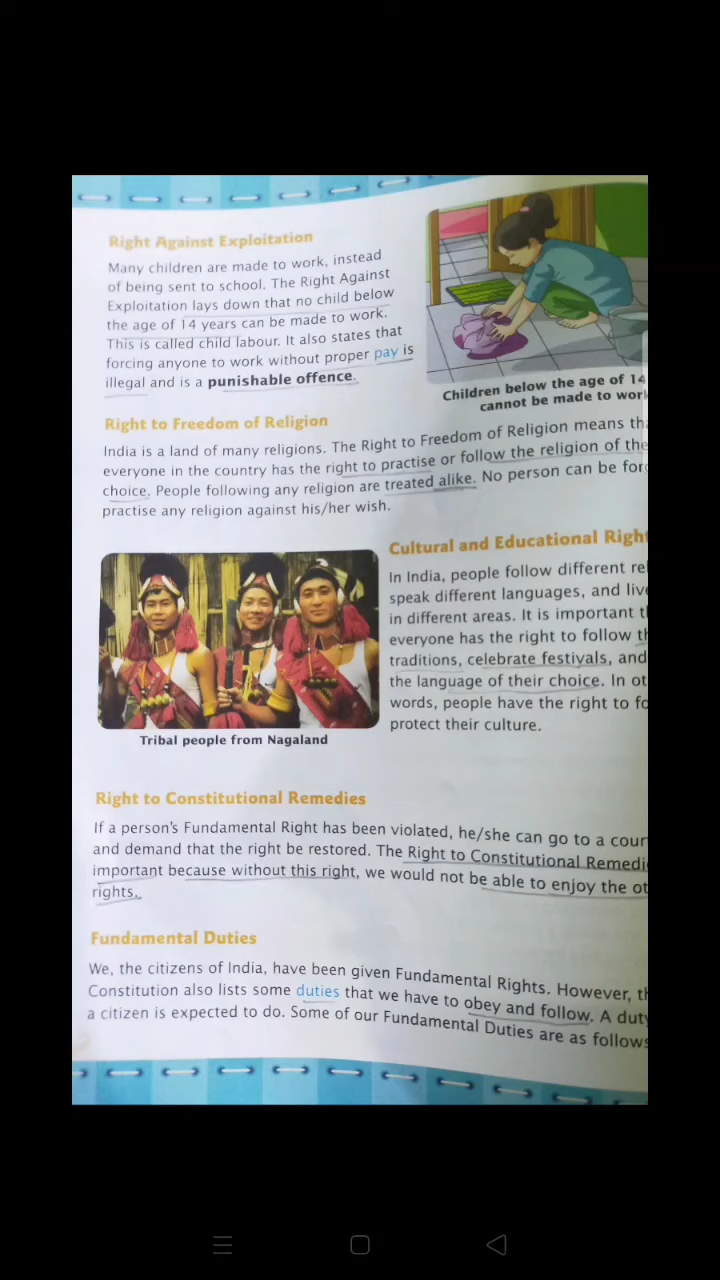 Right Against Exploitation
Many children are made to work, instead
of being sent to school. The Right Against
Exploitation lays down that no child below
the age of 14 years can be made to work.
This is called child labour. It also states that
forcing anyone to work without proper pay is
illegal and is a punishable offence.
Children below the age of 14
cannot be made to work
Right to Freedom of Religion
India is a land of many religions. The Right to Freedom of Religion means
everyone in the country has the right to practise or follow the religion of
choice. People following any religion are treated alike. No person can be
practise any religion against his/her wish.
Cultural and Educational
In India, people follow different
speak different languages, and
in different areas. It is important
everyone has the right to follow
traditions, celebrate festivals, and
the language of their choice. In
words, people have the right to
protect their culture.
Tribal people from Nagaland
Right to Constitutional Remedies
If a person's Fundamental Right has been violated, he/she can go to a
and demand that the right be restored. The Right to Constitutional
important because without this right, we would not be able to enjoy the
rights.
Fundamental Duties
We, the citizens of India, have been given Fundamental Rights. However,
Constitution also lists some duties that we have to obey and follow. A duty
a citizen is expected to do. Some of our Fundamental Duties are as follows